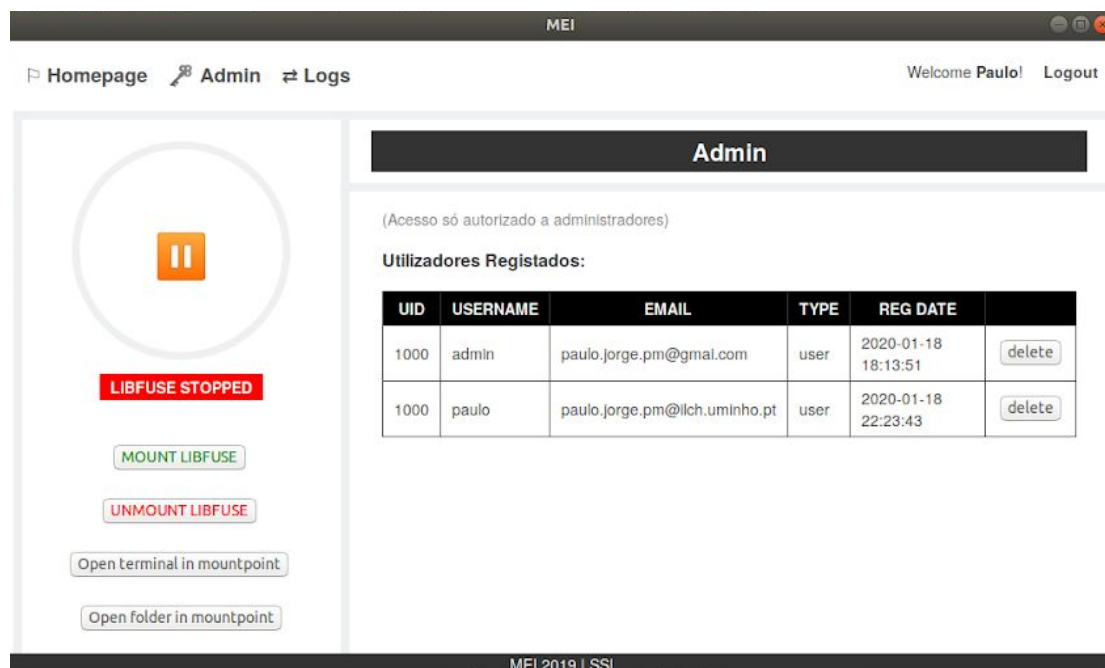 MEI
Homepage Admin Logs Welcome Paulo! Logout
Admin
(Acesso só autorizado a administradores)
Utilizadores Registados:
UID USERNAME EMAIL TYPE REG DATE
1000 admin paulo.jorge.pm@gmai.com user 2020-01-18
18:13:51 delete
1000 paulo paulo.jorge.pm@ilch.uminho.pt user 2020-01-18
22:23:43 delete
LIBFUSE STOPPED
MOUNT LIBFUSE
UNMOUNT LIBFUSE
Open terminal in mountpoint
Open folder in mountpoint
MEI 2019 | SSI